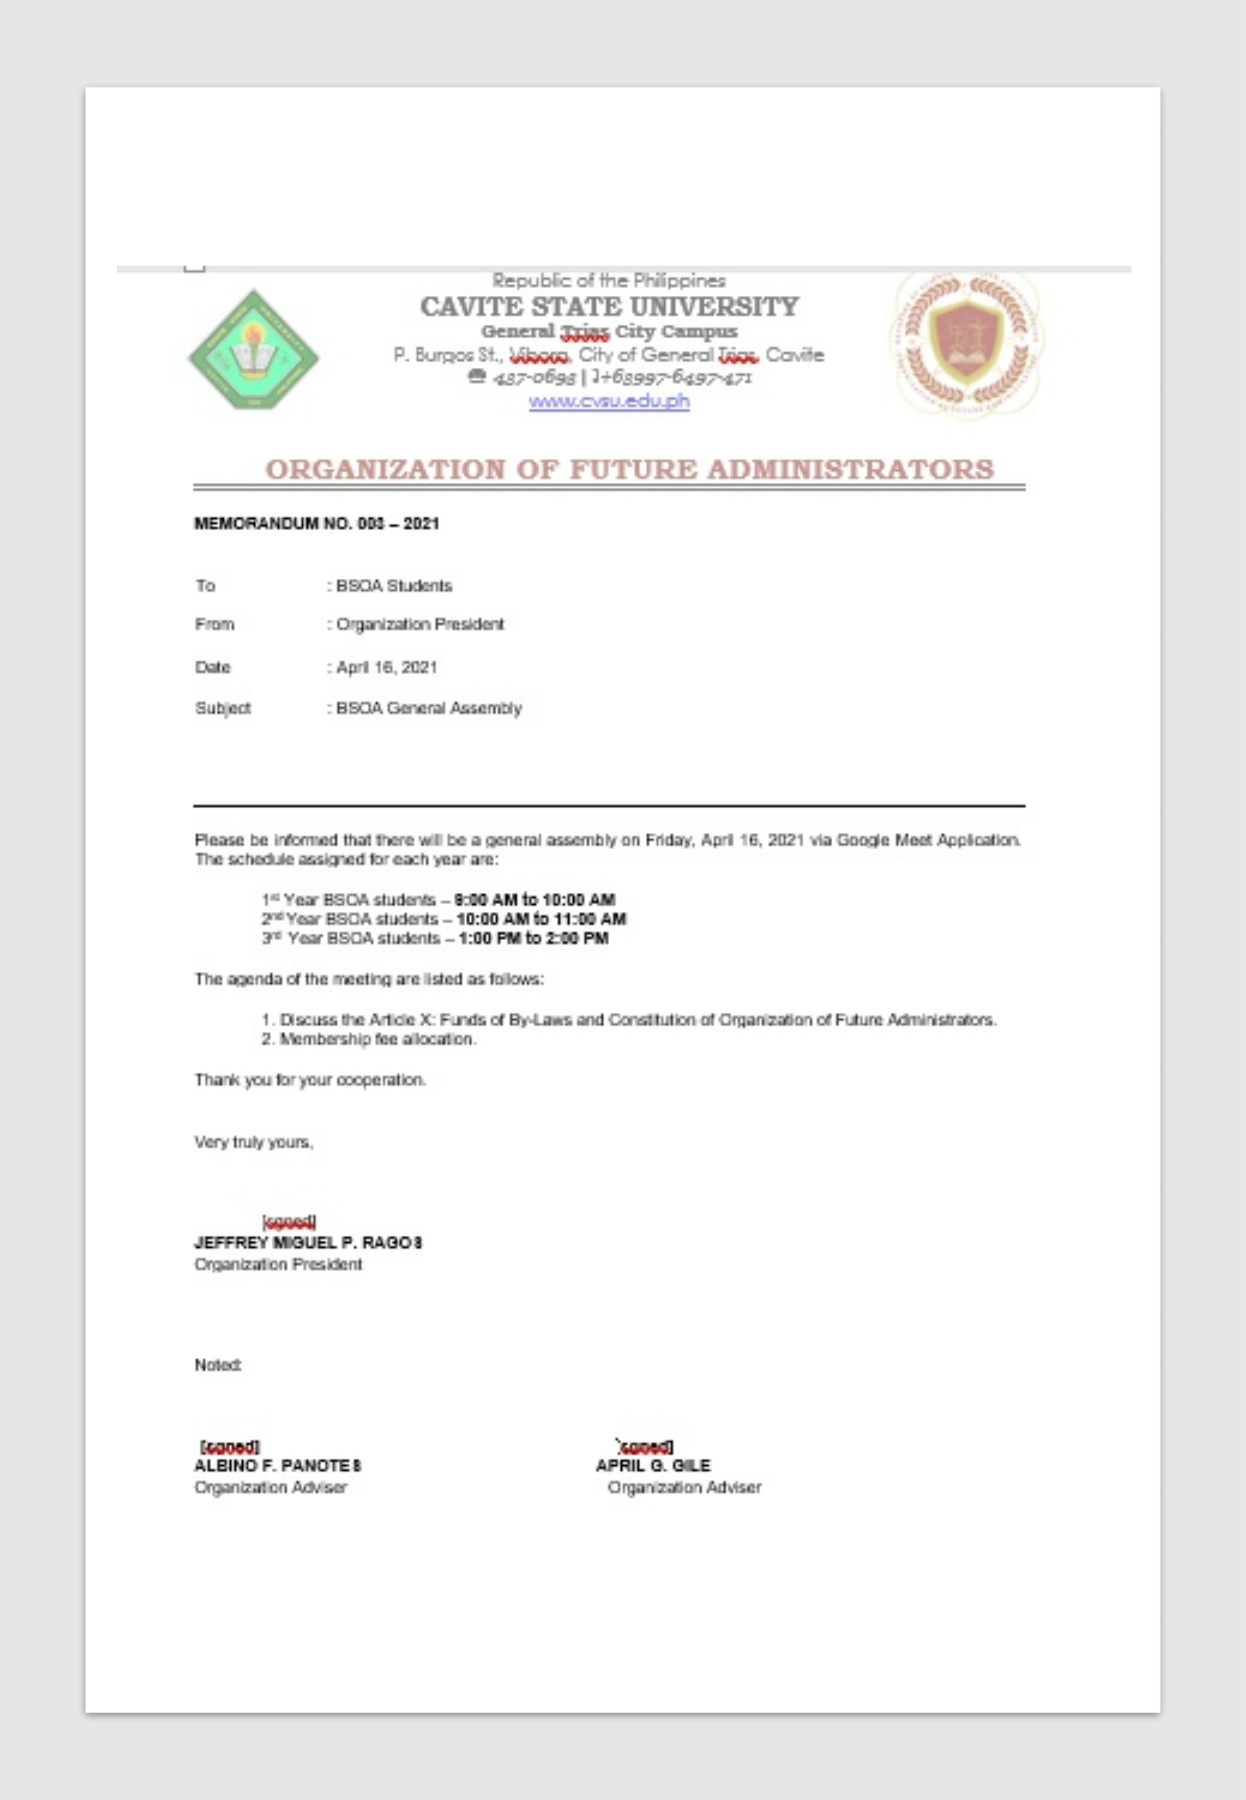 Republic of the Philippines
CAVITE STATE UNIVERSITY
General Trias City Campus
P. Burgos St., Vibora, City of General Trias, Cavite
☎ 437-0693 | +63997-6497-471
www.cvsu.edu.ph
ORGANIZATION OF FUTURE ADMINISTRATORS
MEMORANDUM NO. 003 – 2021
To : BSOA Students
From : Organization President
Date : April 16, 2021
Subject : BSOA General Assembly
Please be informed that there will be a general assembly on Friday, April 16, 2021 via Google Meet Application.
The schedule assigned for each year are:
1st Year BSOA students – 9:00 AM to 10:00 AM
2nd Year BSOA students – 10:00 AM to 11:00 AM
3rd Year BSOA students – 1:00 PM to 2:00 PM
The agenda of the meeting are listed as follows:
1. Discuss the Article X: Funds of By-Laws and Constitution of Organization of Future Administrators.
2. Membership fee allocation.
Thank you for your cooperation.
Very truly yours,
[sgned]
JEFFREY MIGUEL P. RAGOS
Organization President
Noted:
[sgned] [sgned]
ALBINO F. PANOTES APRIL G. GILE
Organization Adviser Organization Adviser